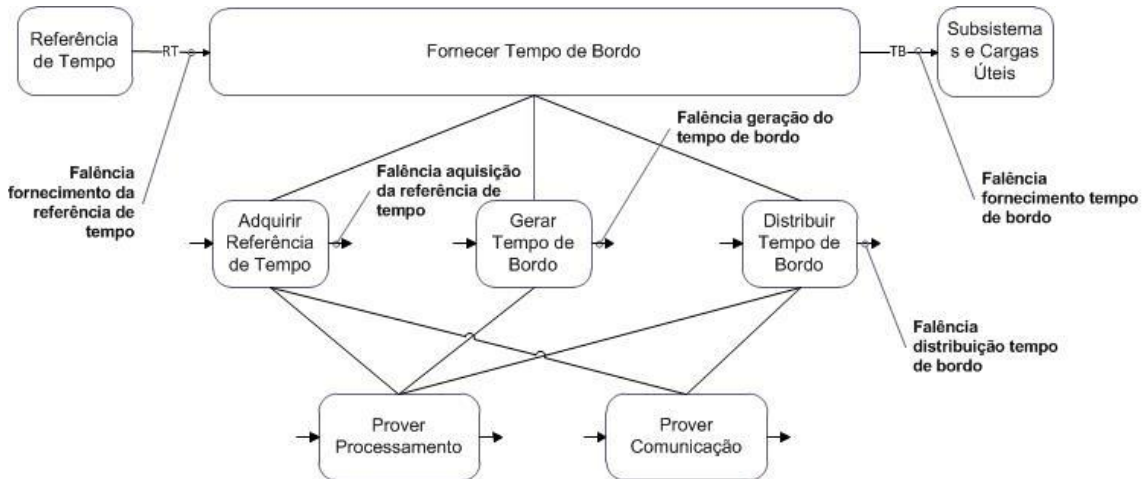 Referência
de Tempo
RT
Fornecer Tempo de Bordo
TB
Subsistema
s e Cargas
Úteis
Falência
fornecimento da
referência de
tempo
Falência aquisição
da referência de
tempo
Falência geração do
tempo de bordo
Falência
fornecimento tempo
de bordo
Adquirir
Referência
de Tempo
Gerar
Tempo de
Bordo
Distribuir
Tempo de
Bordo
Falência
distribuição tempo
de bordo
Prover
Processamento
Prover
Comunicação